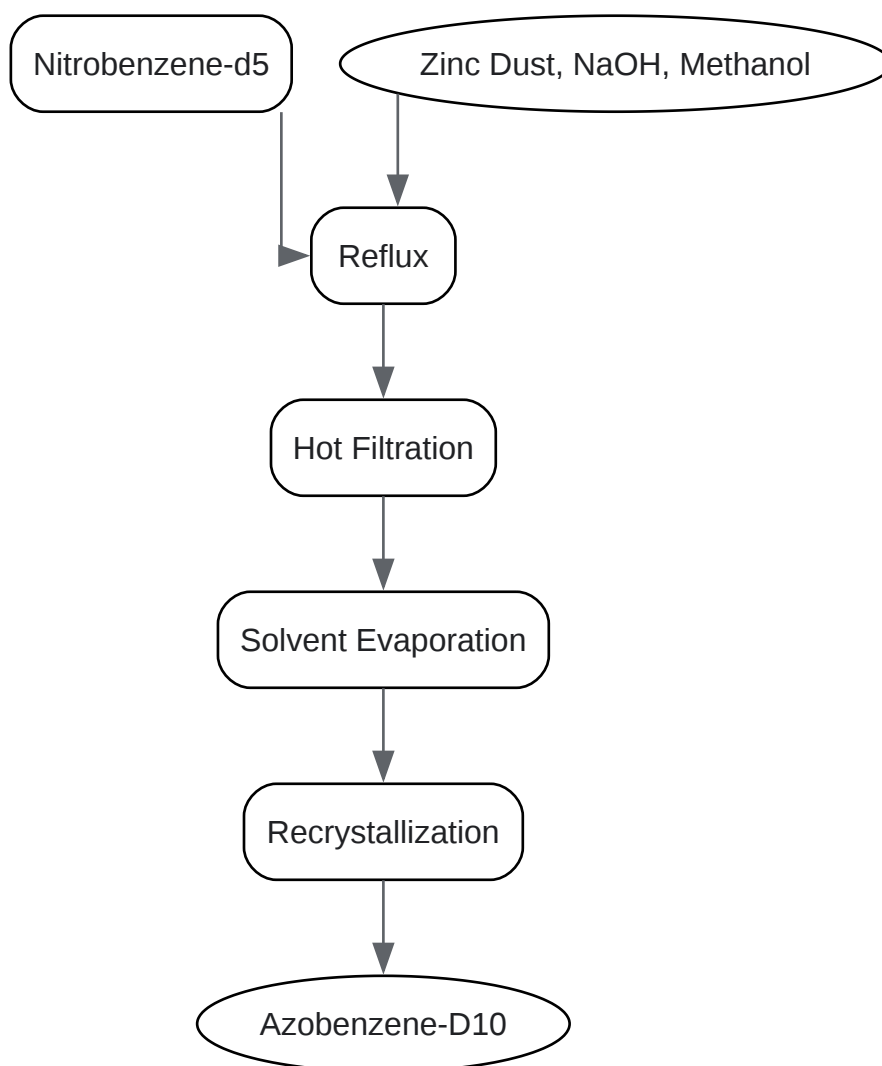 Nitrobenzene-d5
Zinc Dust, NaOH, Methanol
Reflux
Hot Filtration
Solvent Evaporation
Recrystallization
Azobenzene-D10